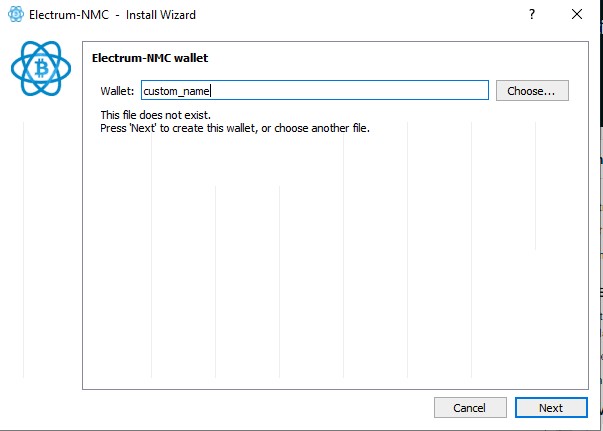 Electrum-NMC - Install Wizard
?
Electrum-NMC wallet
Wallet: custom_name Choose...
This file does not exist.
Press 'Next' to create this wallet, or choose another file.
Cancel Next